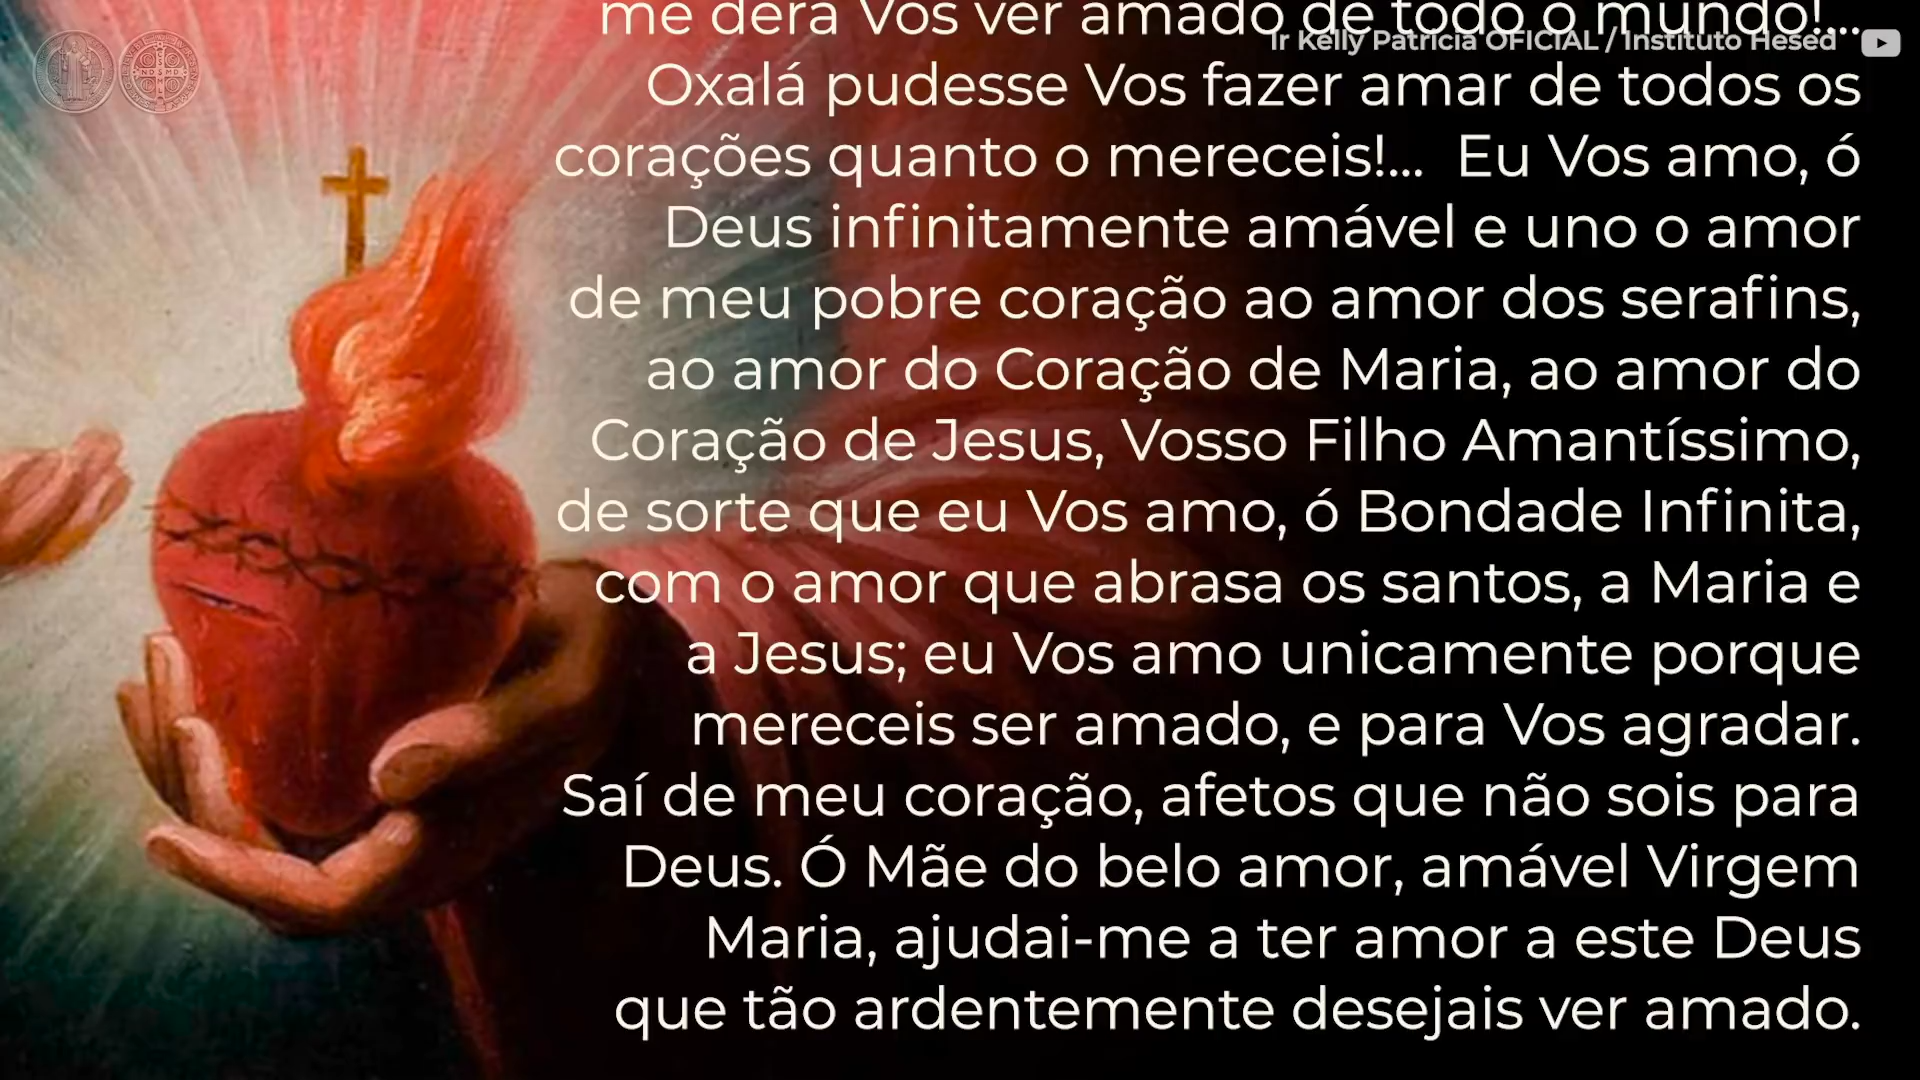 me dera Vos ver amado de todo o mundo!...
Ir Kelly Patrícia OFICIAL / Instituto Hesed
Oxalá pudesse Vos fazer amar de todos os
corações quanto o mereceis!...  Eu Vos amo, ó
Deus infinitamente amável e uno o amor
de meu pobre coração ao amor dos serafins,
ao amor do Coração de Maria, ao amor do
Coração de Jesus, Vosso Filho Amantíssimo,
de sorte que eu Vos amo, ó Bondade Infinita,
com o amor que abrasa os santos, a Maria e
a Jesus; eu Vos amo unicamente porque
mereceis ser amado, e para Vos agradar.
Saí de meu coração, afetos que não sois para
Deus. Ó Mãe do belo amor, amável Virgem
Maria, ajudai-me a ter amor a este Deus
que tão ardentemente desejais ver amado.